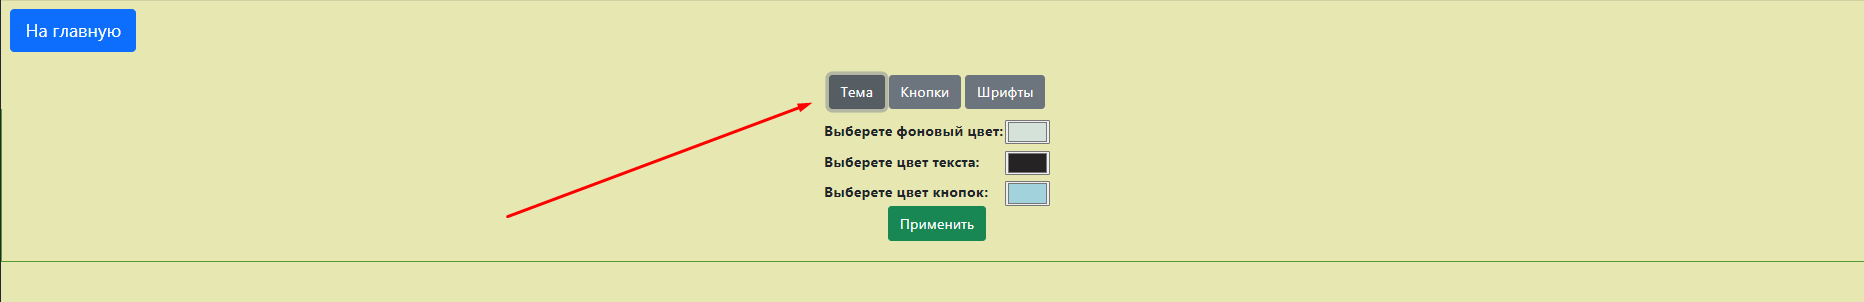 На главную
Тема Кнопки Шрифты
Выберете фоновый цвет:
Выберете цвет текста:
Выберете цвет кнопок:
Применить